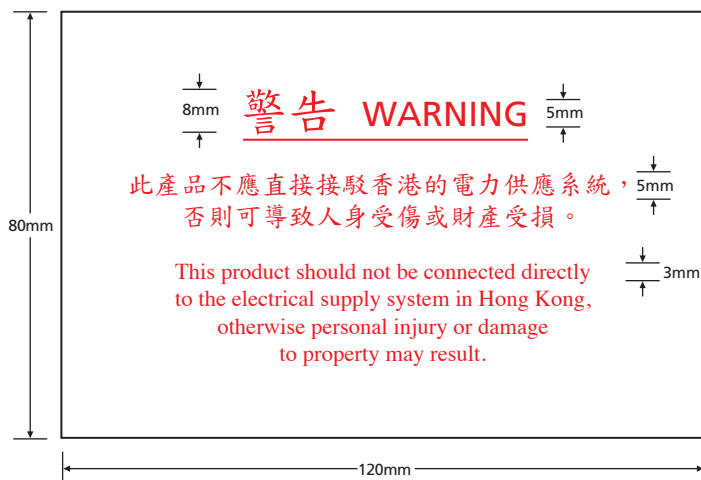 8mm
警告 WARNING
5mm
此產品不應直接接駁香港的電力供應系統，
5mm
否則可導致人身受傷或財產受損。
80mm
This product should not be connected directly
3mm
to the electrical supply system in Hong Kong,
otherwise personal injury or damage
to property may result.
120mm